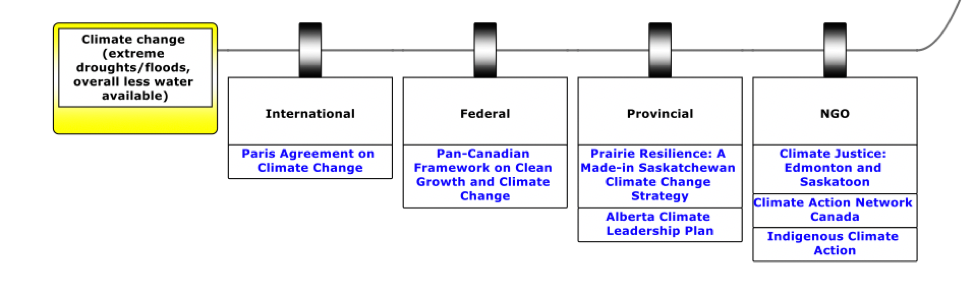 Climate change
(extreme
droughts/floods,
overall less water
available)
International
Paris Agreement on
Climate Change
Federal
Pan-Canadian
Framework on Clean
Growth and Climate
Change
Provincial
Prairie Resilience: A
Made-in Saskatchewan
Climate Change
Strategy
Alberta Climate
Leadership Plan
NGO
Climate Justice:
Edmonton and
Saskatoon
Climate Action Network
Canada
Indigenous Climate
Action